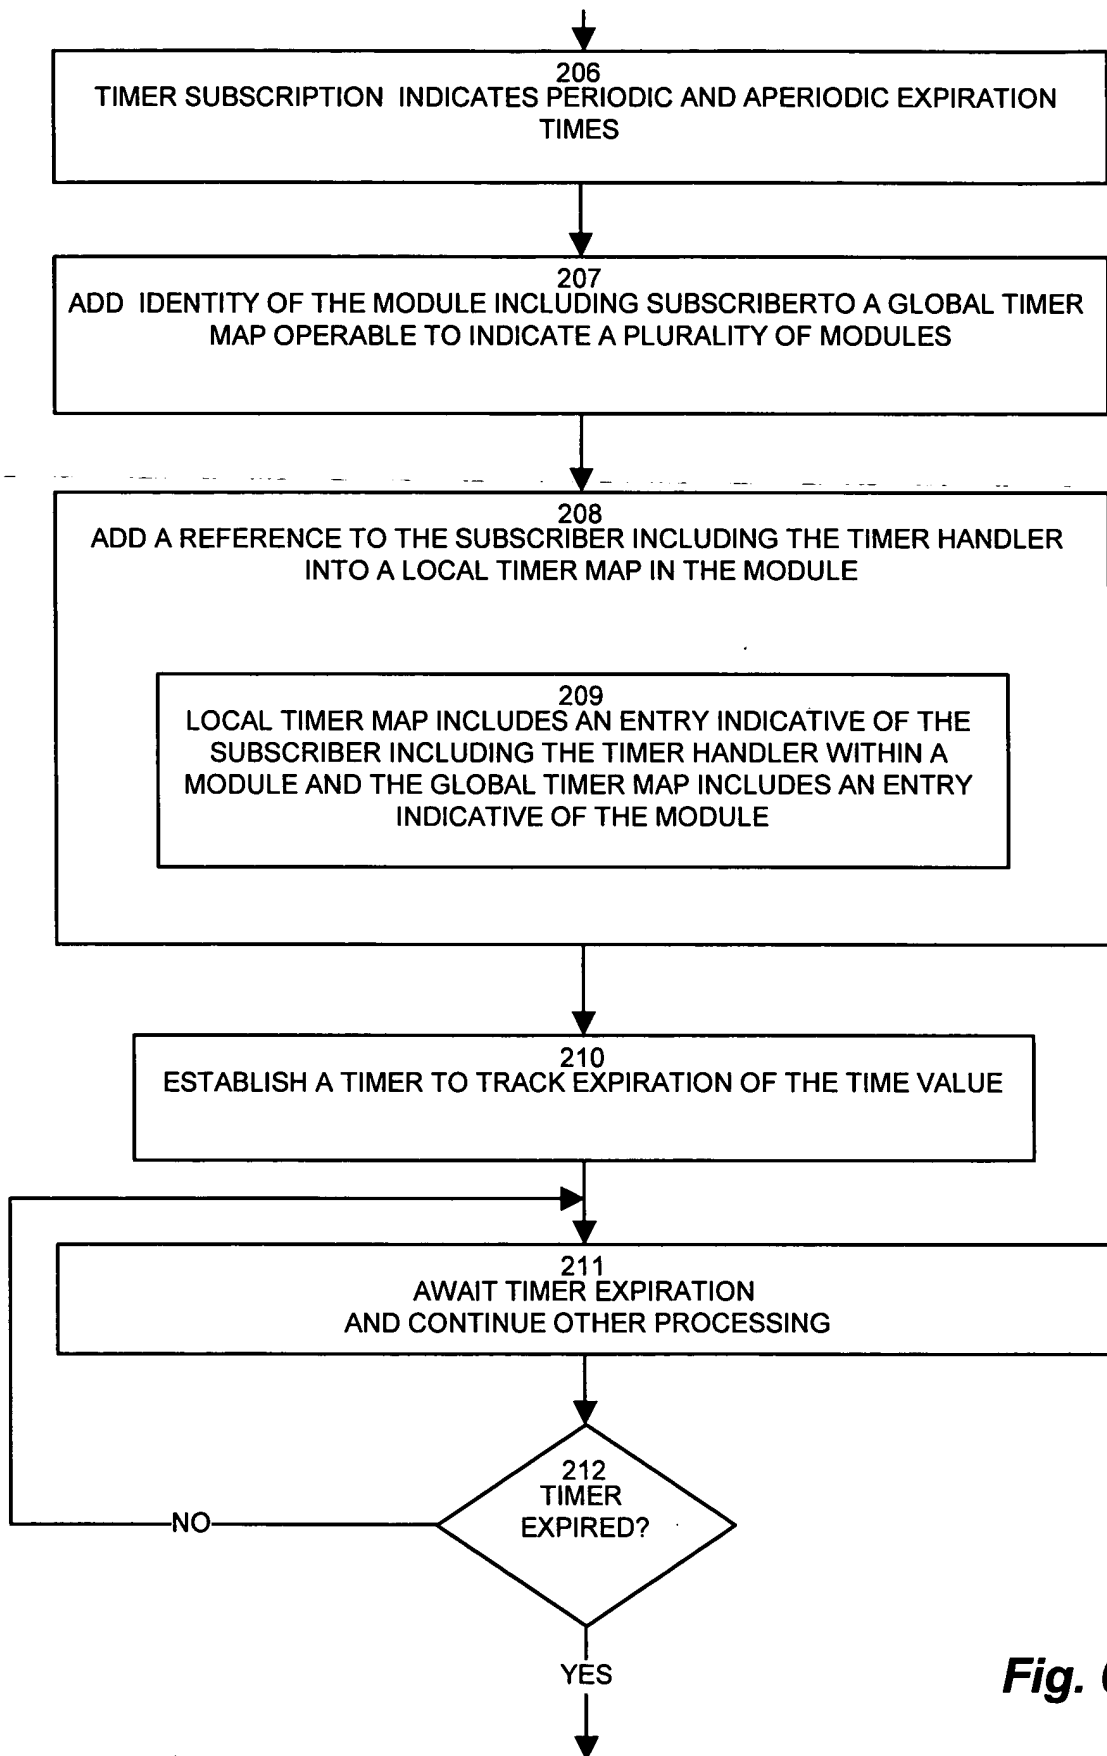 206
TIMER SUBSCRIPTION INDICATES PERIODIC AND APERIODIC EXPIRATION
TIMES
207
ADD IDENTITY OF THE MODULE INCLUDING SUBSCRIBERTO A GLOBAL TIMER
MAP OPERABLE TO INDICATE A PLURALITY OF MODULES
208
ADD A REFERENCE TO THE SUBSCRIBER INCLUDING THE TIMER HANDLER
INTO A LOCAL TIMER MAP IN THE MODULE
209
LOCAL TIMER MAP INCLUDES AN ENTRY INDICATIVE OF THE
SUBSCRIBER INCLUDING THE TIMER HANDLER WITHIN A
MODULE AND THE GLOBAL TIMER MAP INCLUDES AN ENTRY
INDICATIVE OF THE MODULE
210
ESTABLISH A TIMER TO TRACK EXPIRATION OF THE TIME VALUE
211
AWAIT TIMER EXPIRATION
AND CONTINUE OTHER PROCESSING
212
TIMER
EXPIRED?
NO
YES
Fig.